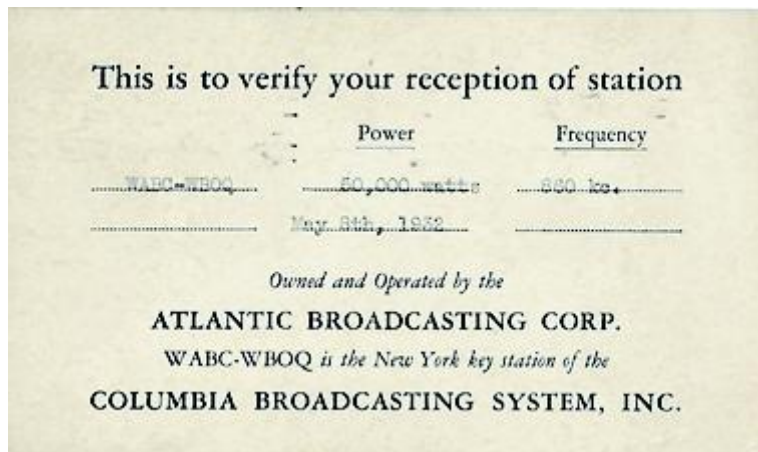 This is to verify your reception of station
Power Frequency
WABC-WBOQ 50,000 watts 860 kc.
May 8th, 1932
Owned and Operated by the
ATLANTIC BROADCASTING CORP.
WABC-WBOQ is the New York key station of the
COLUMBIA BROADCASTING SYSTEM, INC.